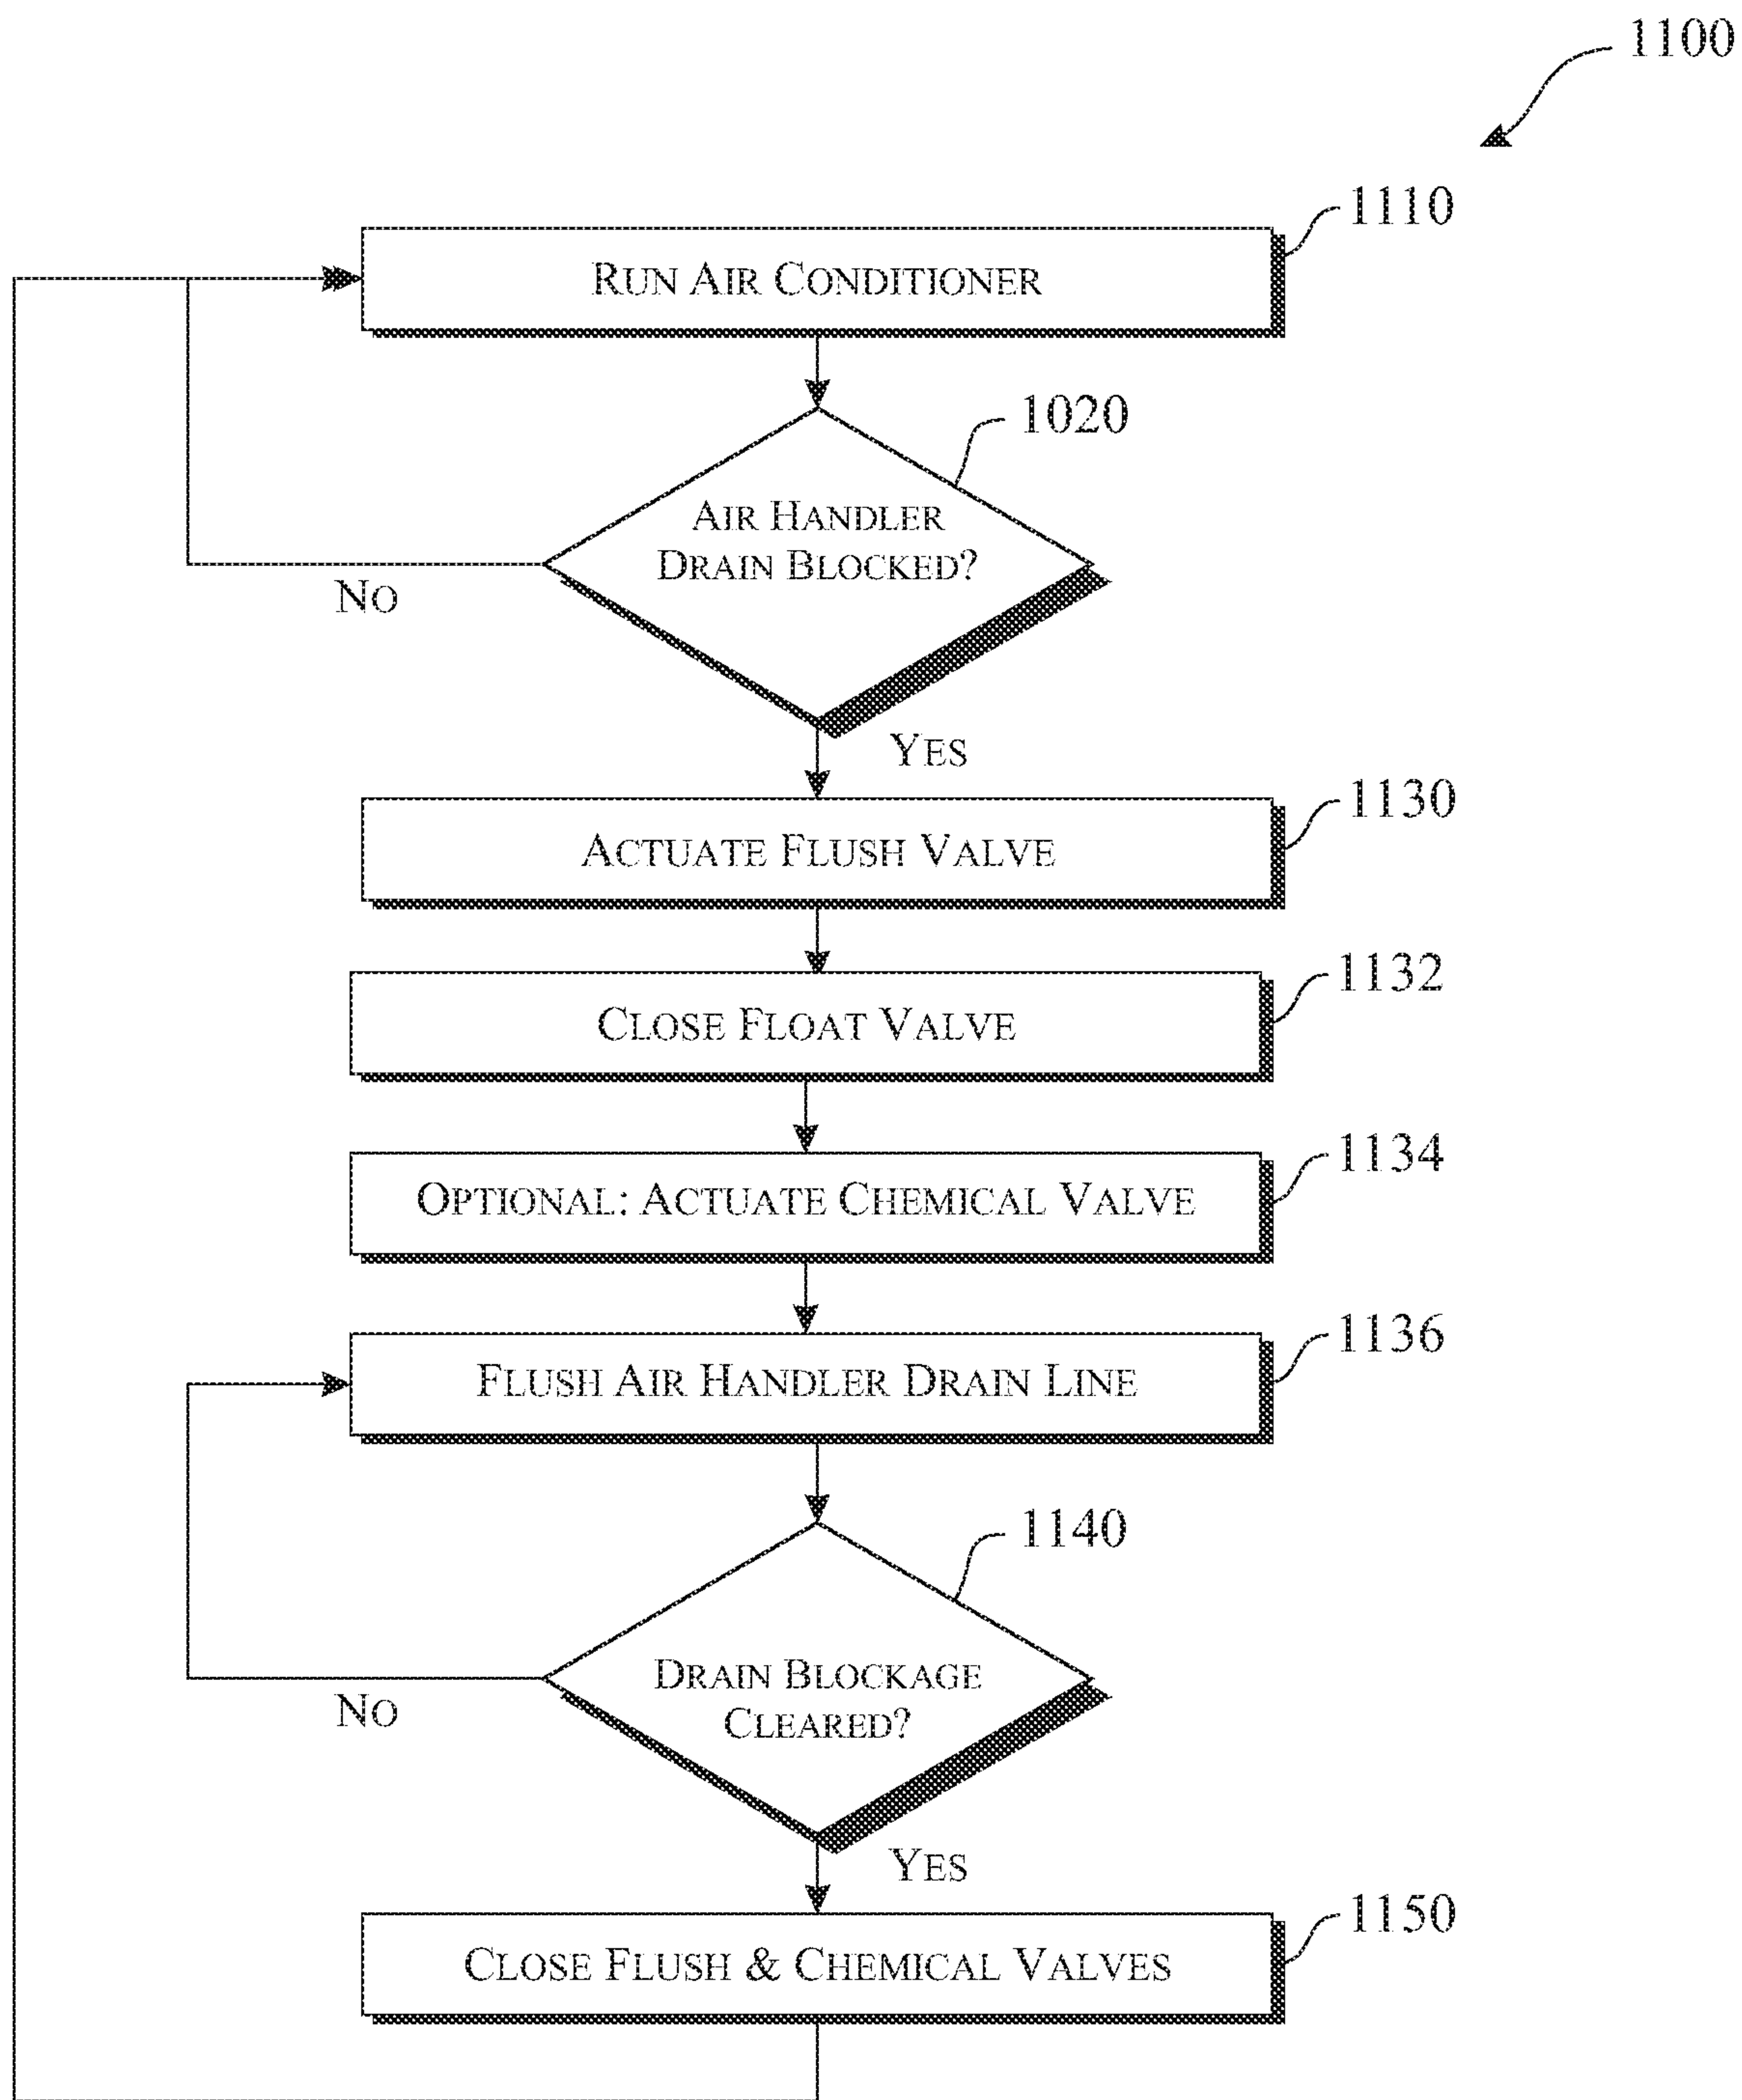 1100
1110
RUN AIR CONDITIONER
1020
AIR HANDLER
DRAIN BLOCKED?
NO
YES
1130
ACTUATE FLUSH VALVE
1132
CLOSE FLOAT VALVE
1134
OPTIONAL: ACTUATE CHEMICAL VALVE
1136
FLUSH AIR HANDLER DRAIN LINE
1140
DRAIN BLOCKAGE
CLEARED?
NO
YES
1150
CLOSE FLUSH & CHEMICAL VALVES